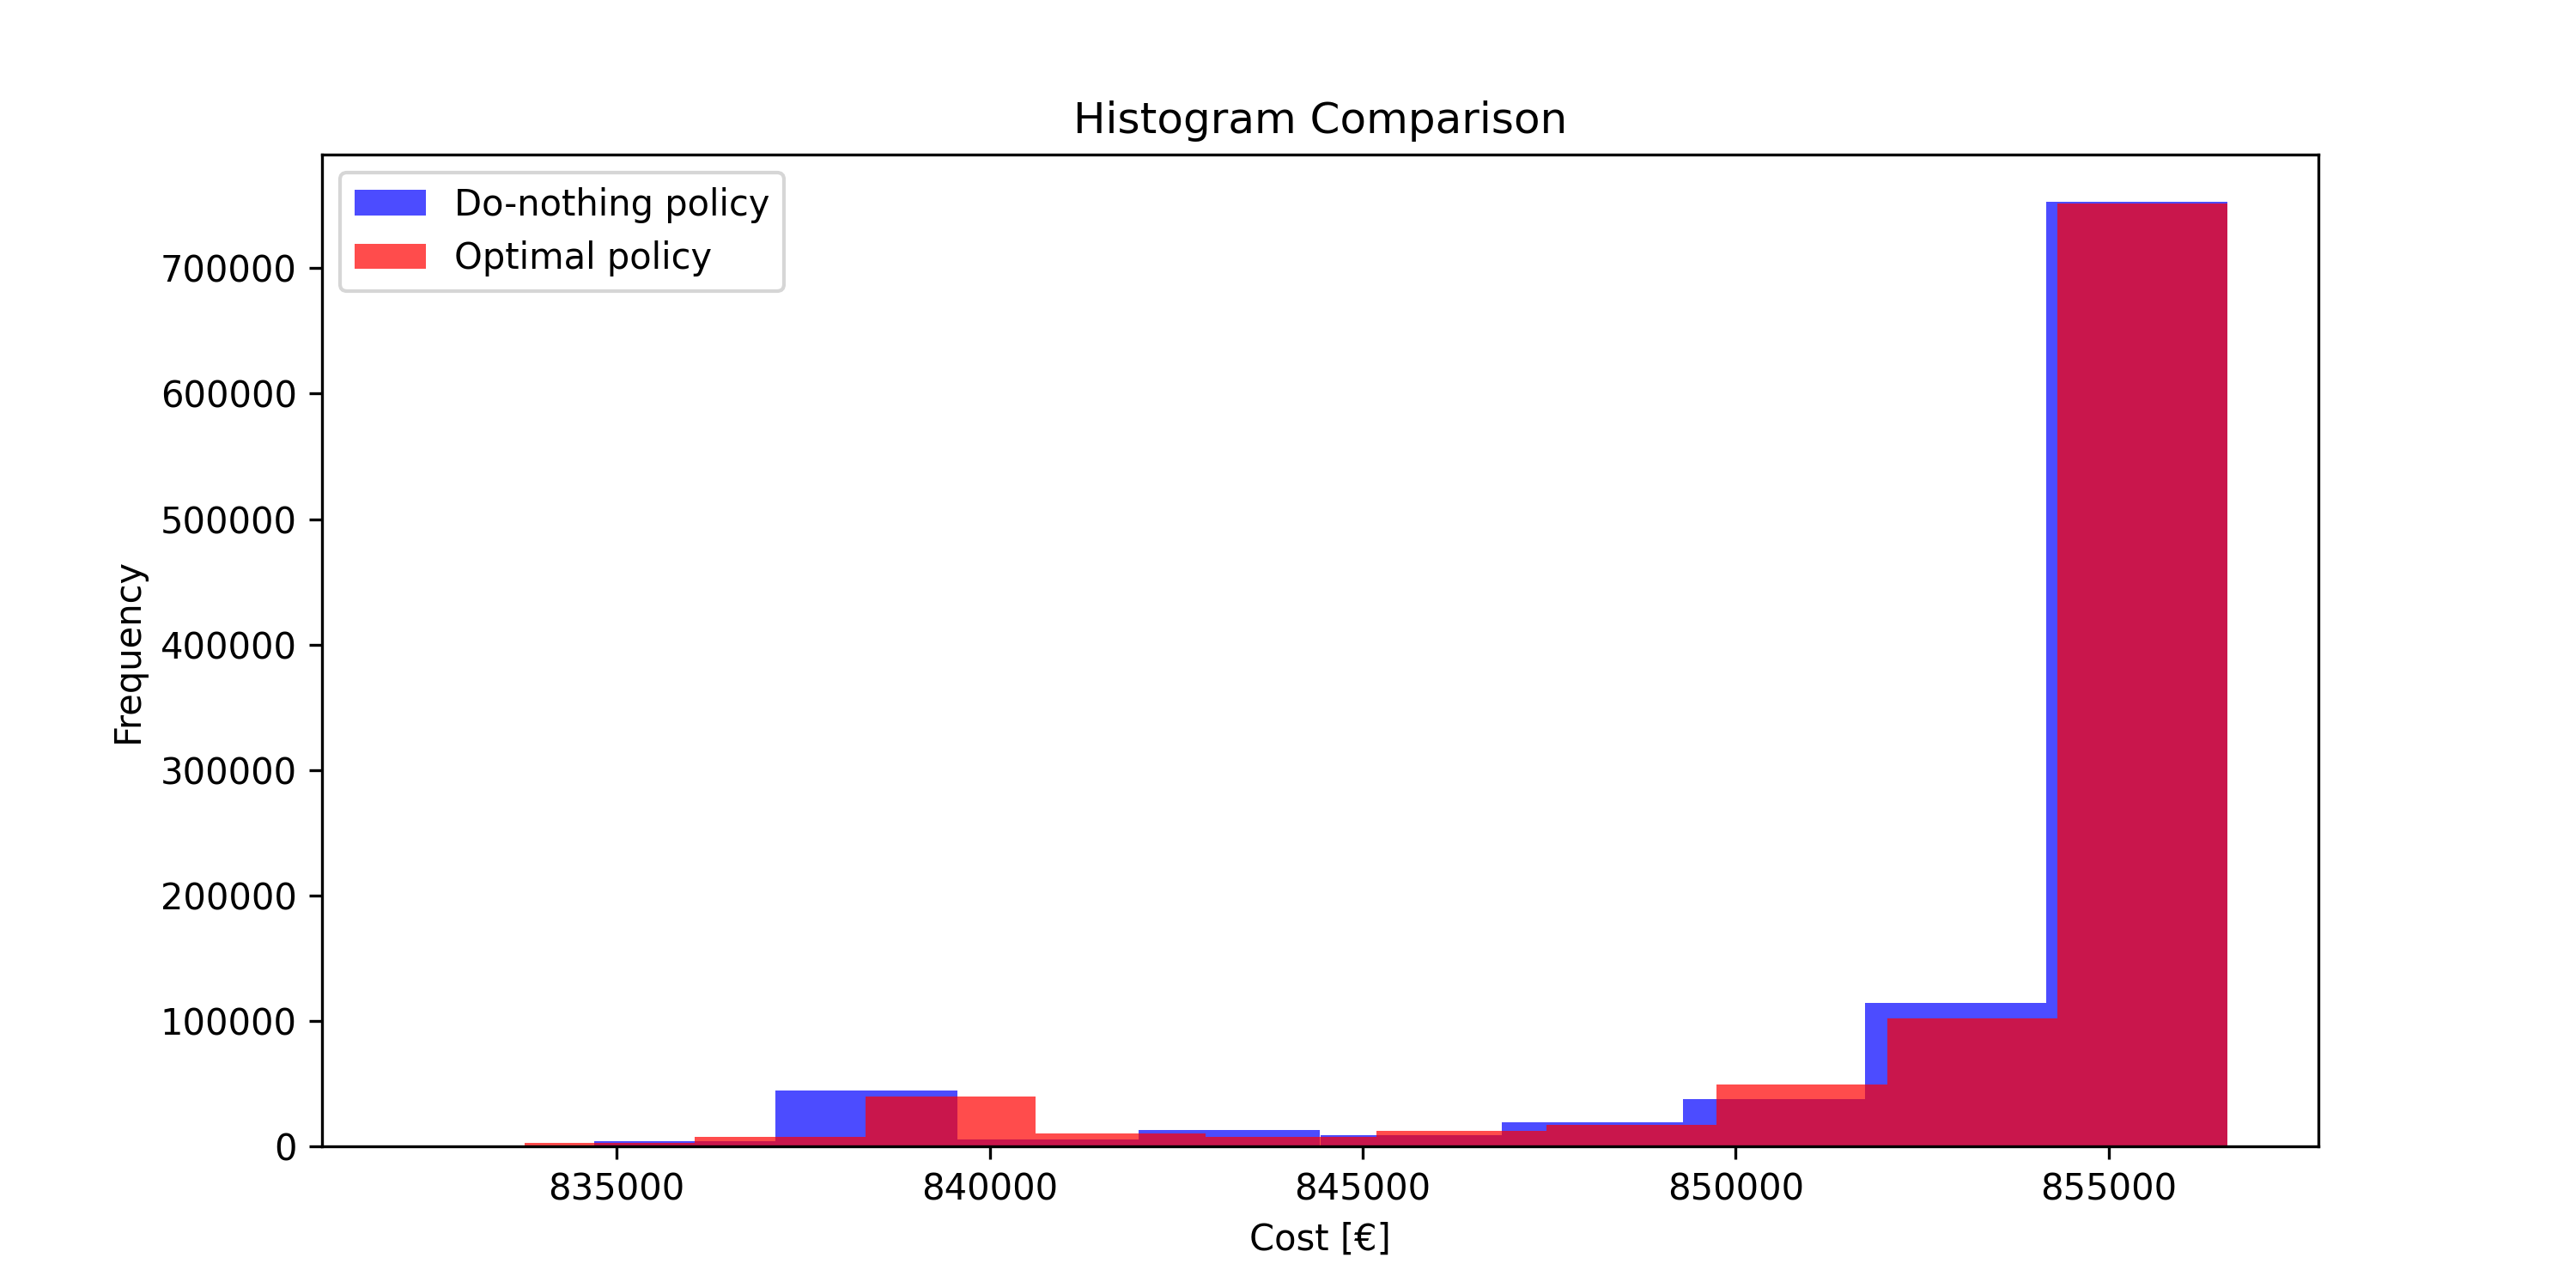 Histogram Comparison
Do-nothing policy
Optimal policy
700000
600000
500000
400000
300000
200000
100000
0
Frequency
835000 840000 845000 850000 855000
Cost [€]